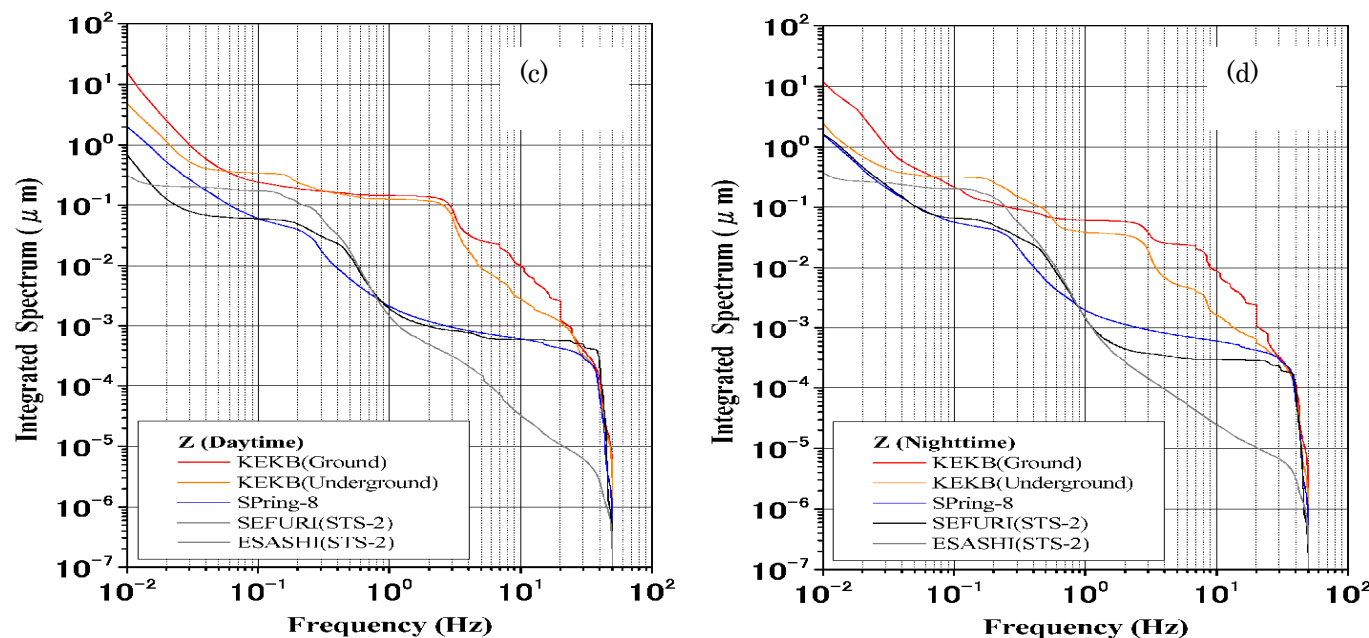 (c)
Integrated Spectrum ( μ m)
10²
10¹
10⁰
10⁻¹
10⁻²
10⁻³
10⁻⁴
10⁻⁵
10⁻⁶
10⁻⁷
Z (Daytime)
KEKB(Ground)
KEKB(Underground)
SPring-8
SEFURI(STS-2)
ESASHI(STS-2)
10⁻² 10⁻¹ 10⁰ 10¹ 10²
Frequency (Hz)
(d)
Integrated Spectrum ( μ m)
10²
10¹
10⁰
10⁻¹
10⁻²
10⁻³
10⁻⁴
10⁻⁵
10⁻⁶
10⁻⁷
Z (Nighttime)
KEKB(Ground)
KEKB(Underground)
SPring-8
SEFURI(STS-2)
ESASHI(STS-2)
10⁻² 10⁻¹ 10⁰ 10¹ 10²
Frequency (Hz)